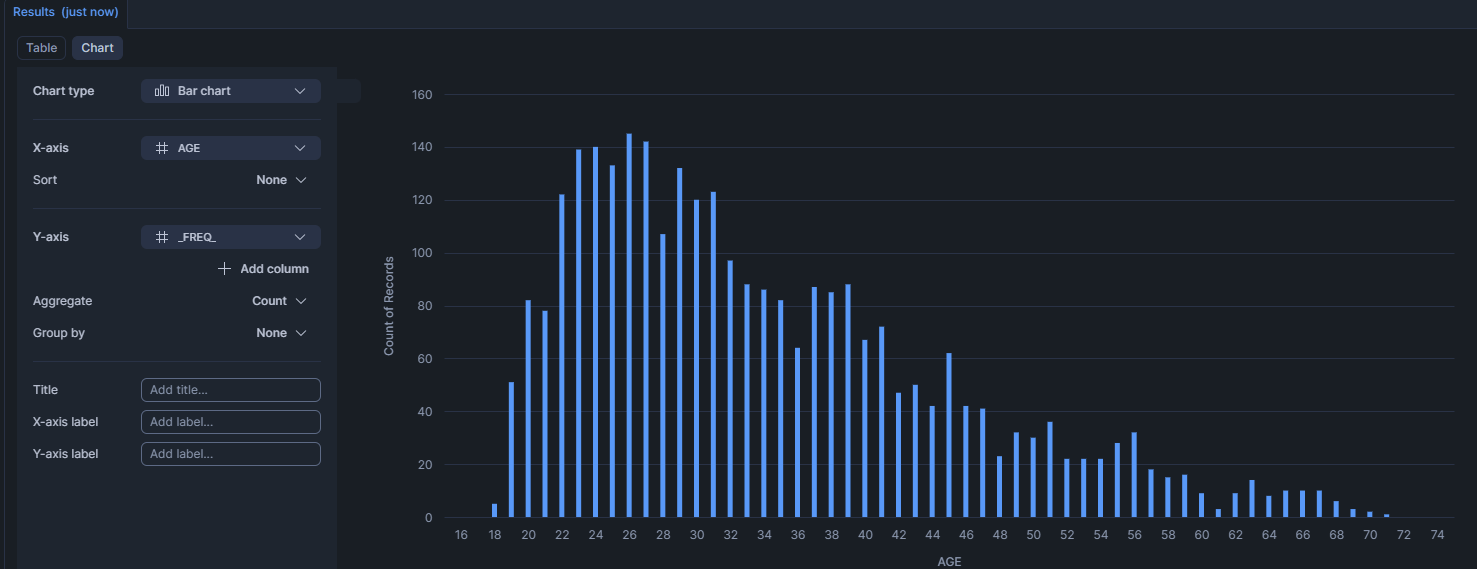 Results (just now)
Table Chart
Chart type Bar chart
X-axis AGE
Sort None
Y-axis _FREQ_
Add column
Aggregate Count
Group by None
Title Add title...
X-axis label Add label...
Y-axis label Add label...
Count of Records
160
140
120
100
80
60
40
20
0
16 18 20 22 24 26 28 30 32 34 36 38 40 42 44 46 48 50 52 54 56 58 60 62 64 66 68 70 72 74
AGE